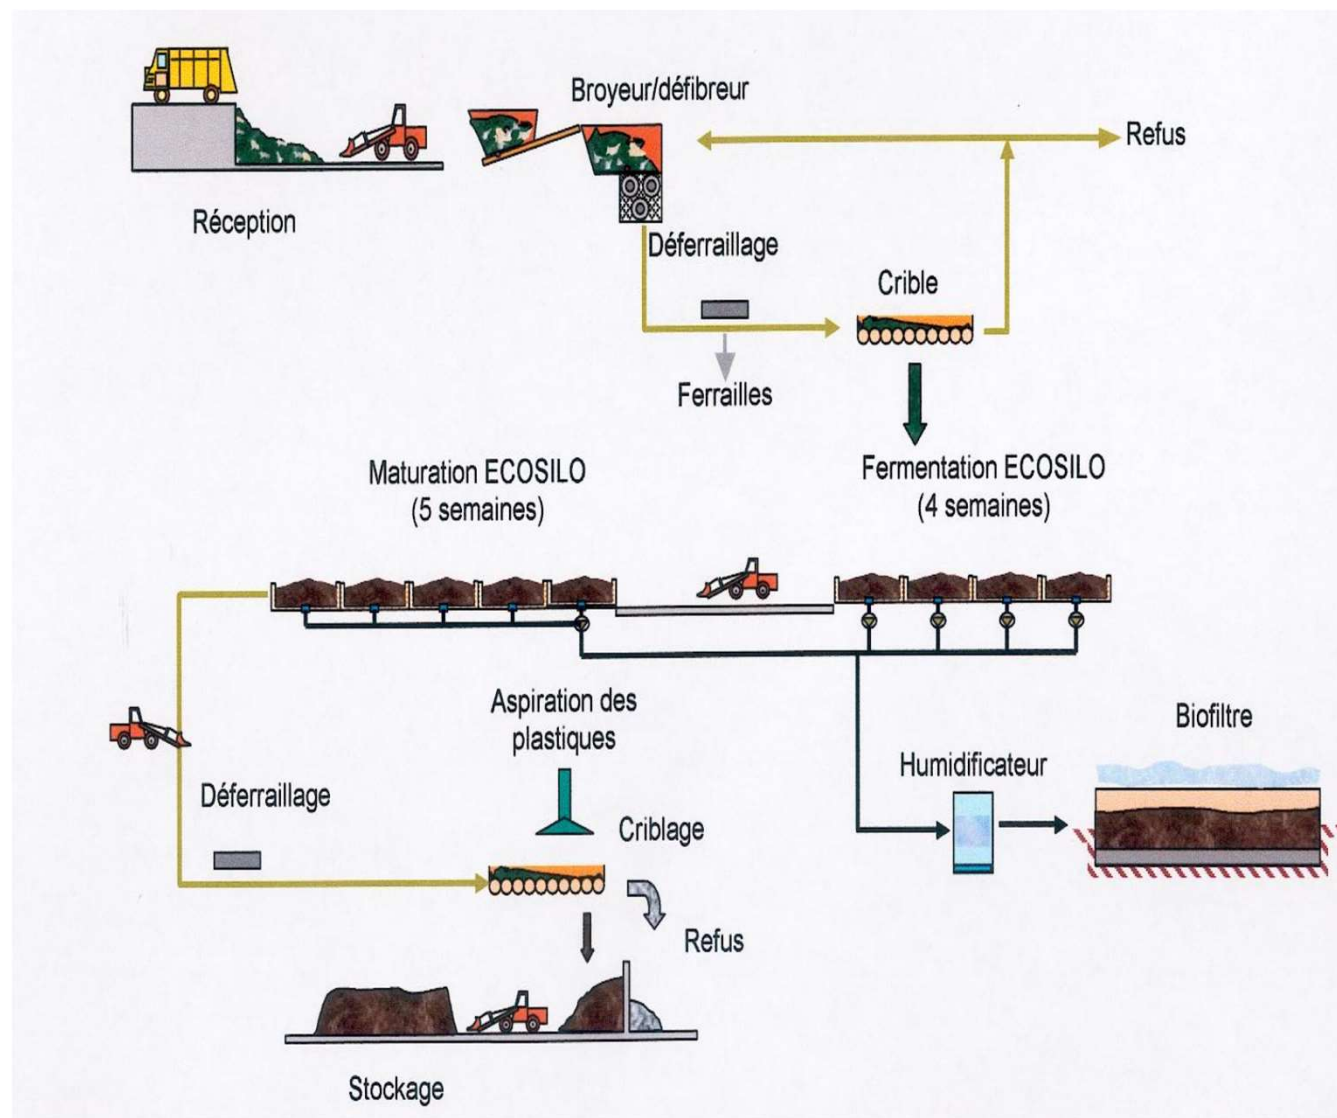 Broyeur/défibreur
Refus
Réception
Déferraillage
Crible
Ferrailles
Maturation ECOSILO
(5 semaines)
Fermentation ECOSILO
(4 semaines)
Aspiration des
plastiques
Biofiltre
Humidificateur
Déferraillage
Criblage
Refus
Stockage